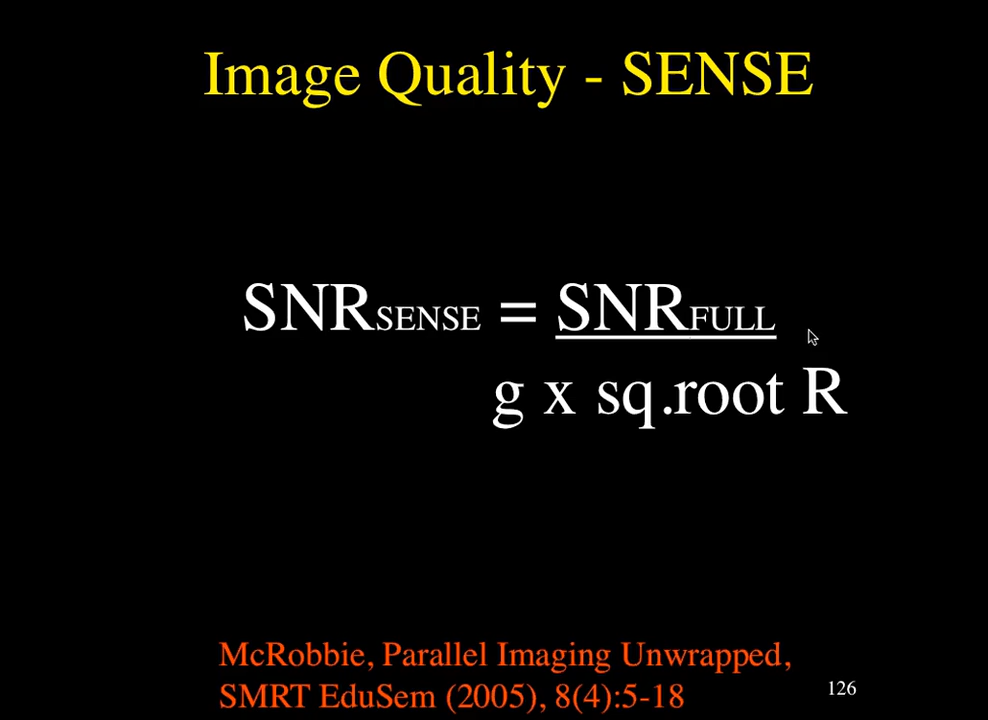 Image Quality - SENSE
SNRSENSE = SNRFULL
g x sq.root R
McRobbie, Parallel Imaging Unwrapped,
SMRT EduSem (2005), 8(4):5-18
126